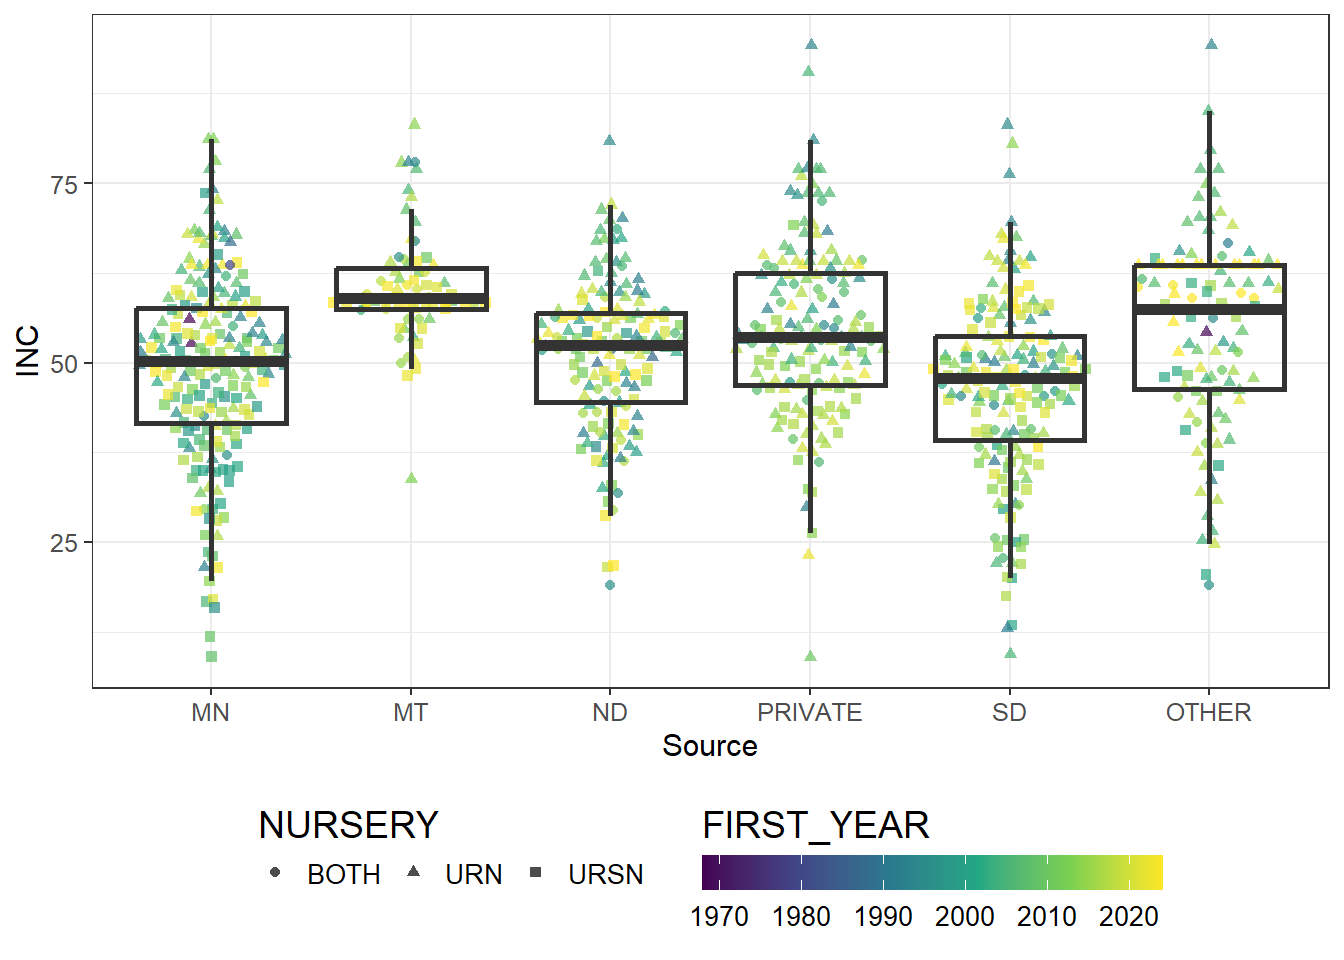 75
50
25
INC
MN MT ND PRIVATE SD OTHER
Source
NURSERY
BOTH URN URSN
FIRST_YEAR
1970 1980 1990 2000 2010 2020